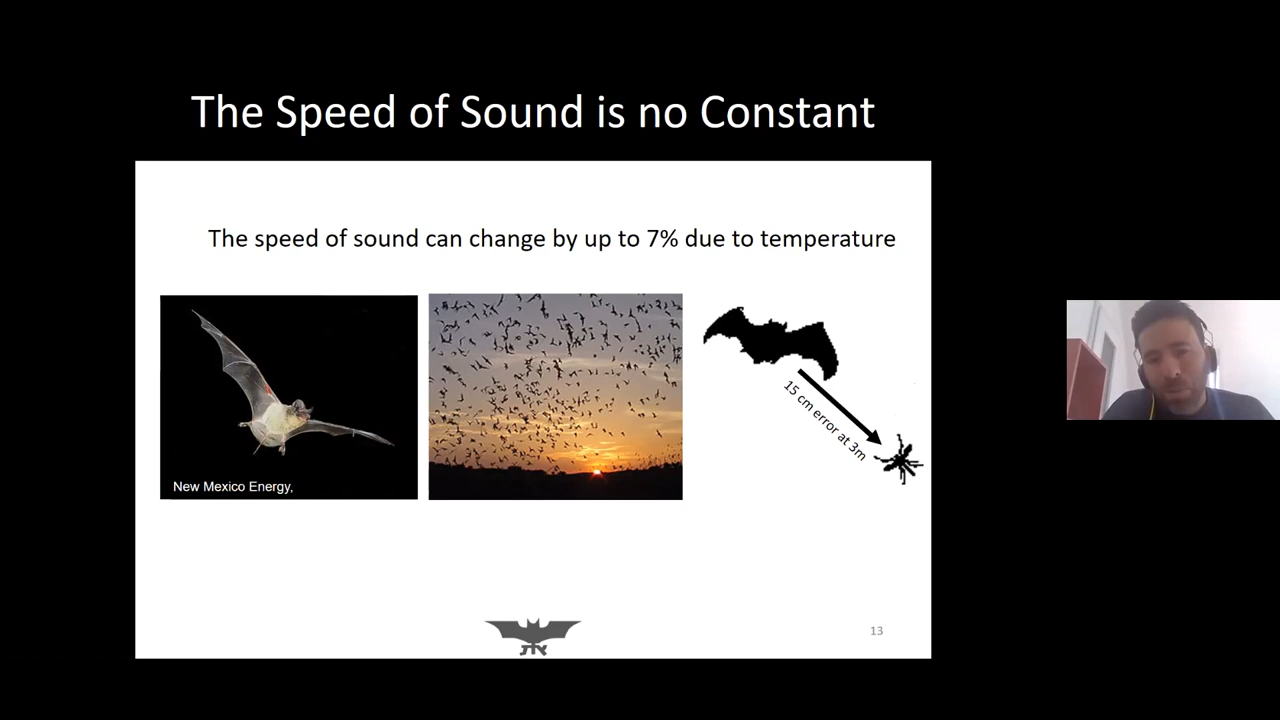 The Speed of Sound is no Constant
The speed of sound can change by up to 7% due to temperature
15 cm error at 3m
New Mexico Energy,
13